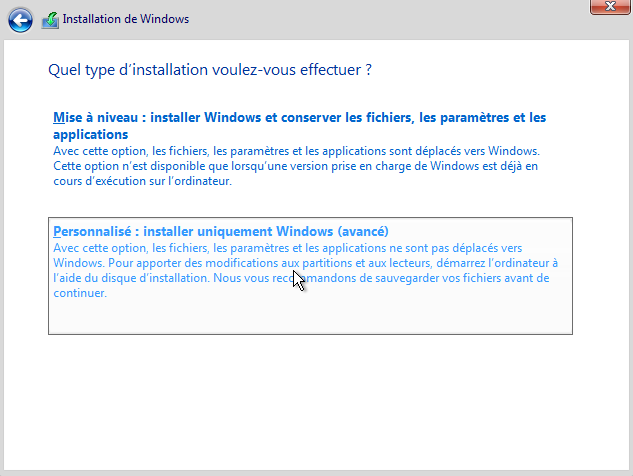 Installation de Windows
Quel type d'installation voulez-vous effectuer ?
Mise à niveau : installer Windows et conserver les fichiers, les paramètres et les
applications
Avec cette option, les fichiers, les paramètres et les applications sont déplacés vers Windows.
Cette option n'est disponible que lorsqu'une version prise en charge de Windows est déjà en
cours d'exécution sur l'ordinateur.
Personnalisé : installer uniquement Windows (avancé)
Avec cette option, les fichiers, les paramètres et les applications ne sont pas déplacés vers
Windows. Pour apporter des modifications aux partitions et aux lecteurs, démarrez l'ordinateur à
l'aide du disque d'installation. Nous vous recommandons de sauvegarder vos fichiers avant de
continuer.